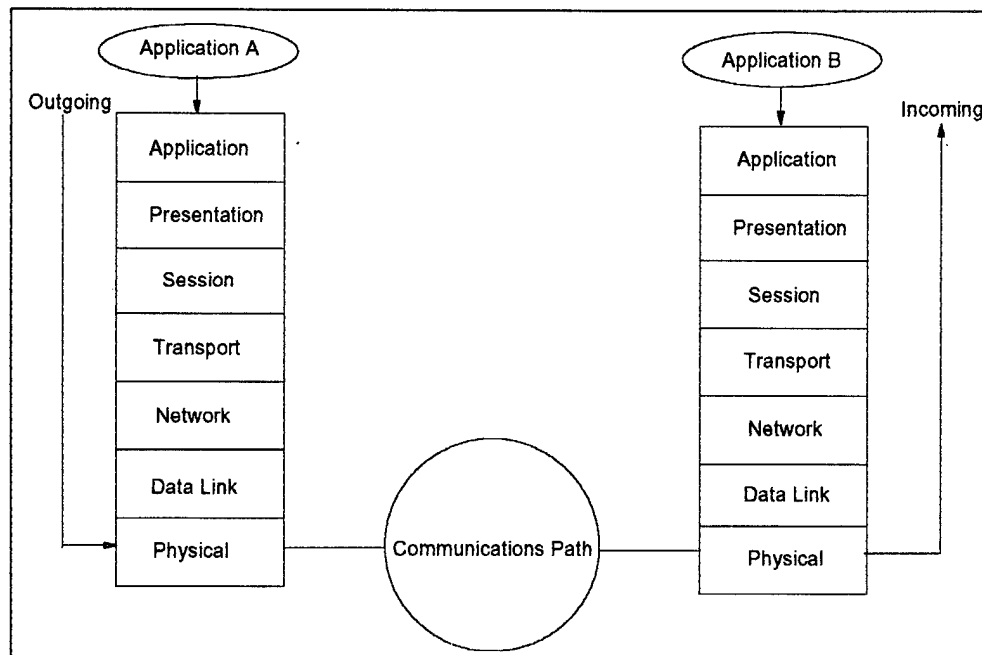 Application A
Application B
Outgoing
Incoming
Application
Presentation
Session
Transport
Network
Data Link
Physical
Communications Path
Application
Presentation
Session
Transport
Network
Data Link
Physical